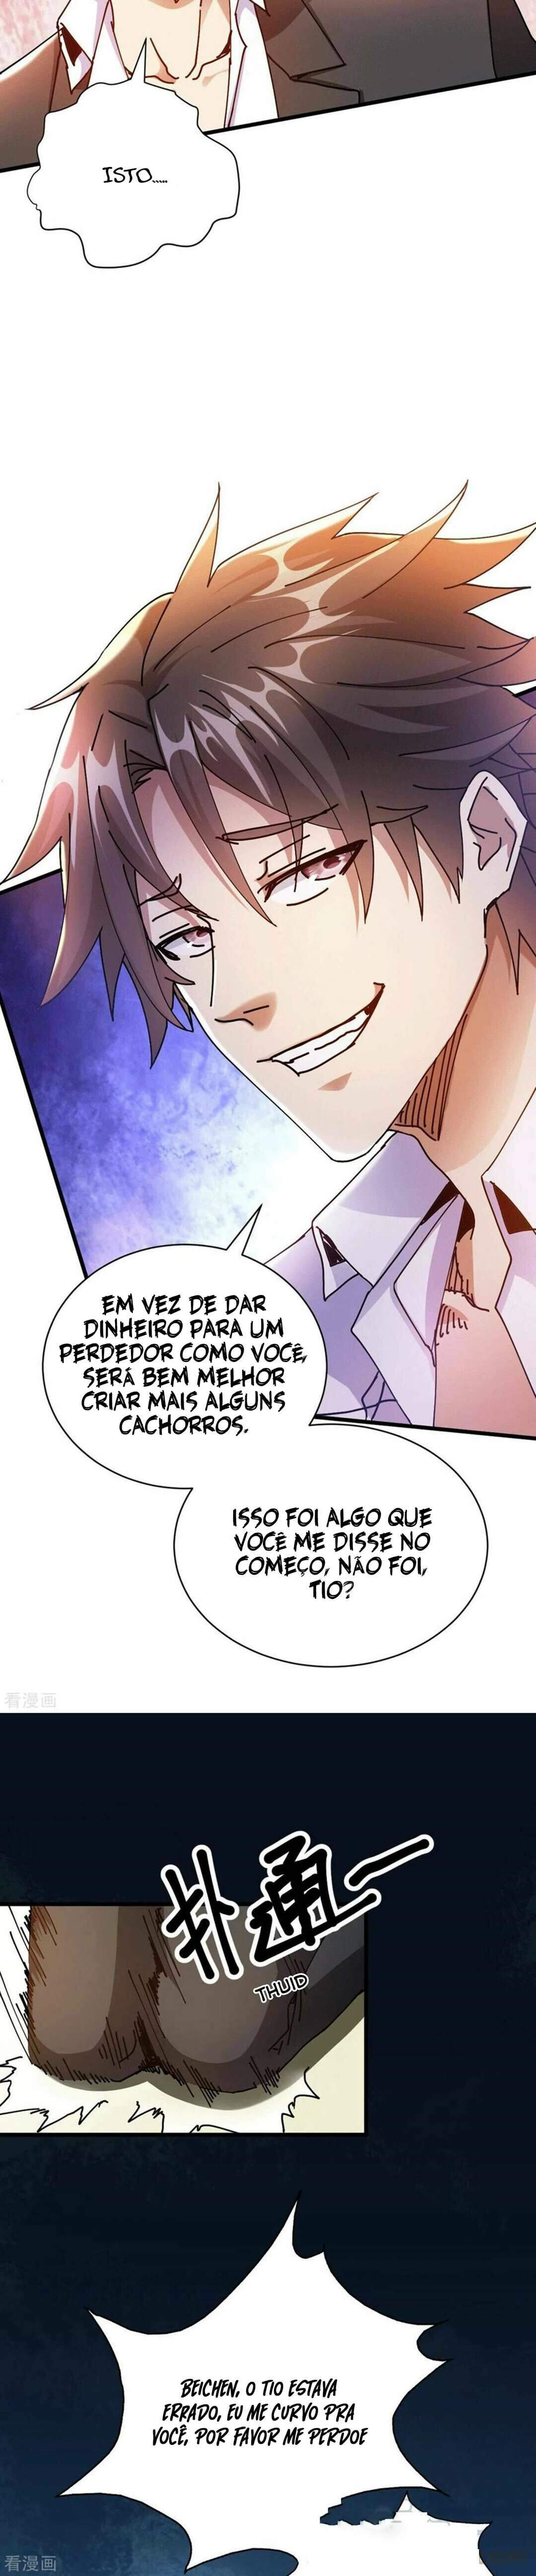 ISTO.....
EM VEZ DE DAR
DINHEIRO PARA UM
PERDEDOR COMO VOCÊ,
SERÁ BEM MELHOR
CRIAR MAIS ALGUNS
CACHORROS.
ISSO FOI ALGO QUE
VOCÊ ME DISSE NO
COMEÇO, NÃO FOI,
TIO?
看漫画
扑通一
THUID
BEICHEN, O TIO ESTAVA
ERRADO, EU ME CURVO PRA
VOCÊ, POR FAVOR ME PERDOE
看漫画